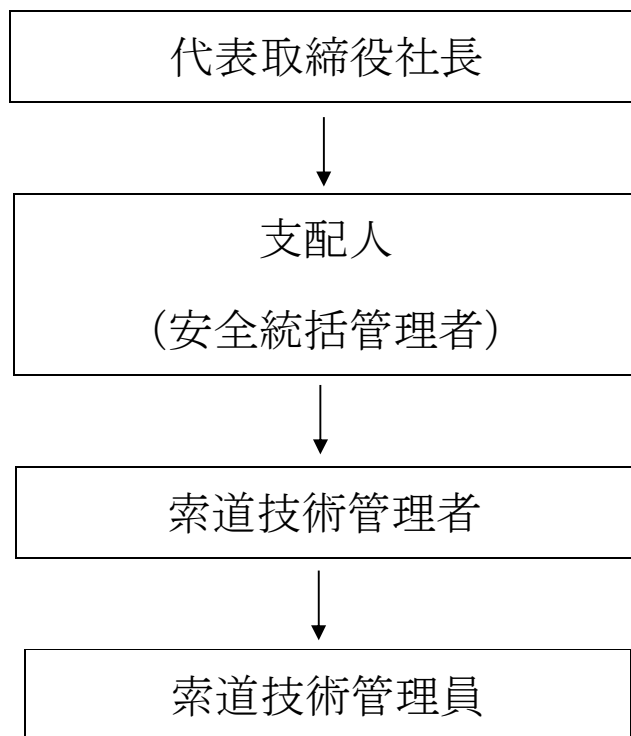 代表取締役社長
支配人
(安全統括管理者)
索道技術管理者
索道技術管理員